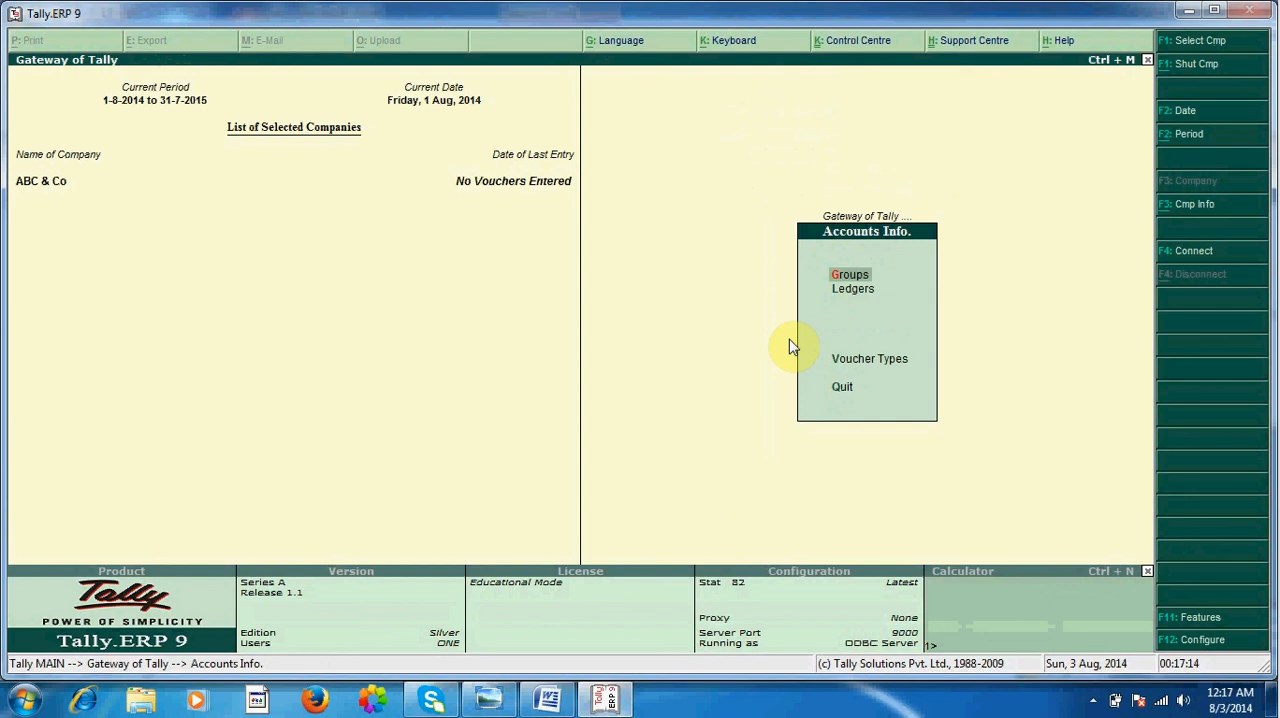 Tally.ERP 9
P: Print
E: Export
M: E-Mail
O: Upload
G: Language
K: Keyboard
K: Control Centre
H: Support Centre
H: Help
Gateway of Tally
Ctrl + M
Current Period
1-8-2014 to 31-7-2015
Current Date
Friday, 1 Aug, 2014
List of Selected Companies
Name of Company
Date of Last Entry
ABC & Co
No Vouchers Entered
Gateway of Tally ....
Accounts Info.
Groups
Ledgers
Voucher Types
Quit
F1: Select Cmp
F1: Shut Cmp
F2: Date
F2: Period
F3: Company
F3: Cmp Info
F4: Connect
F4: Disconnect
F11: Features
F12: Configure
Product
Tally
POWER OF SIMPLICITY
Tally.ERP 9
Version
Series A
Release 1.1
Edition Silver
Users ONE
License
Educational Mode
Configuration
Stat 82 Latest
Proxy None
Server Port 9000
Running as ODBC Server
Calculator
Ctrl + N
1>
Tally MAIN --> Gateway of Tally --> Accounts Info.
(c) Tally Solutions Pvt. Ltd., 1988-2009
Sun, 3 Aug, 2014
00:17:14
Tally
ERP 9
12:17 AM
8/3/2014